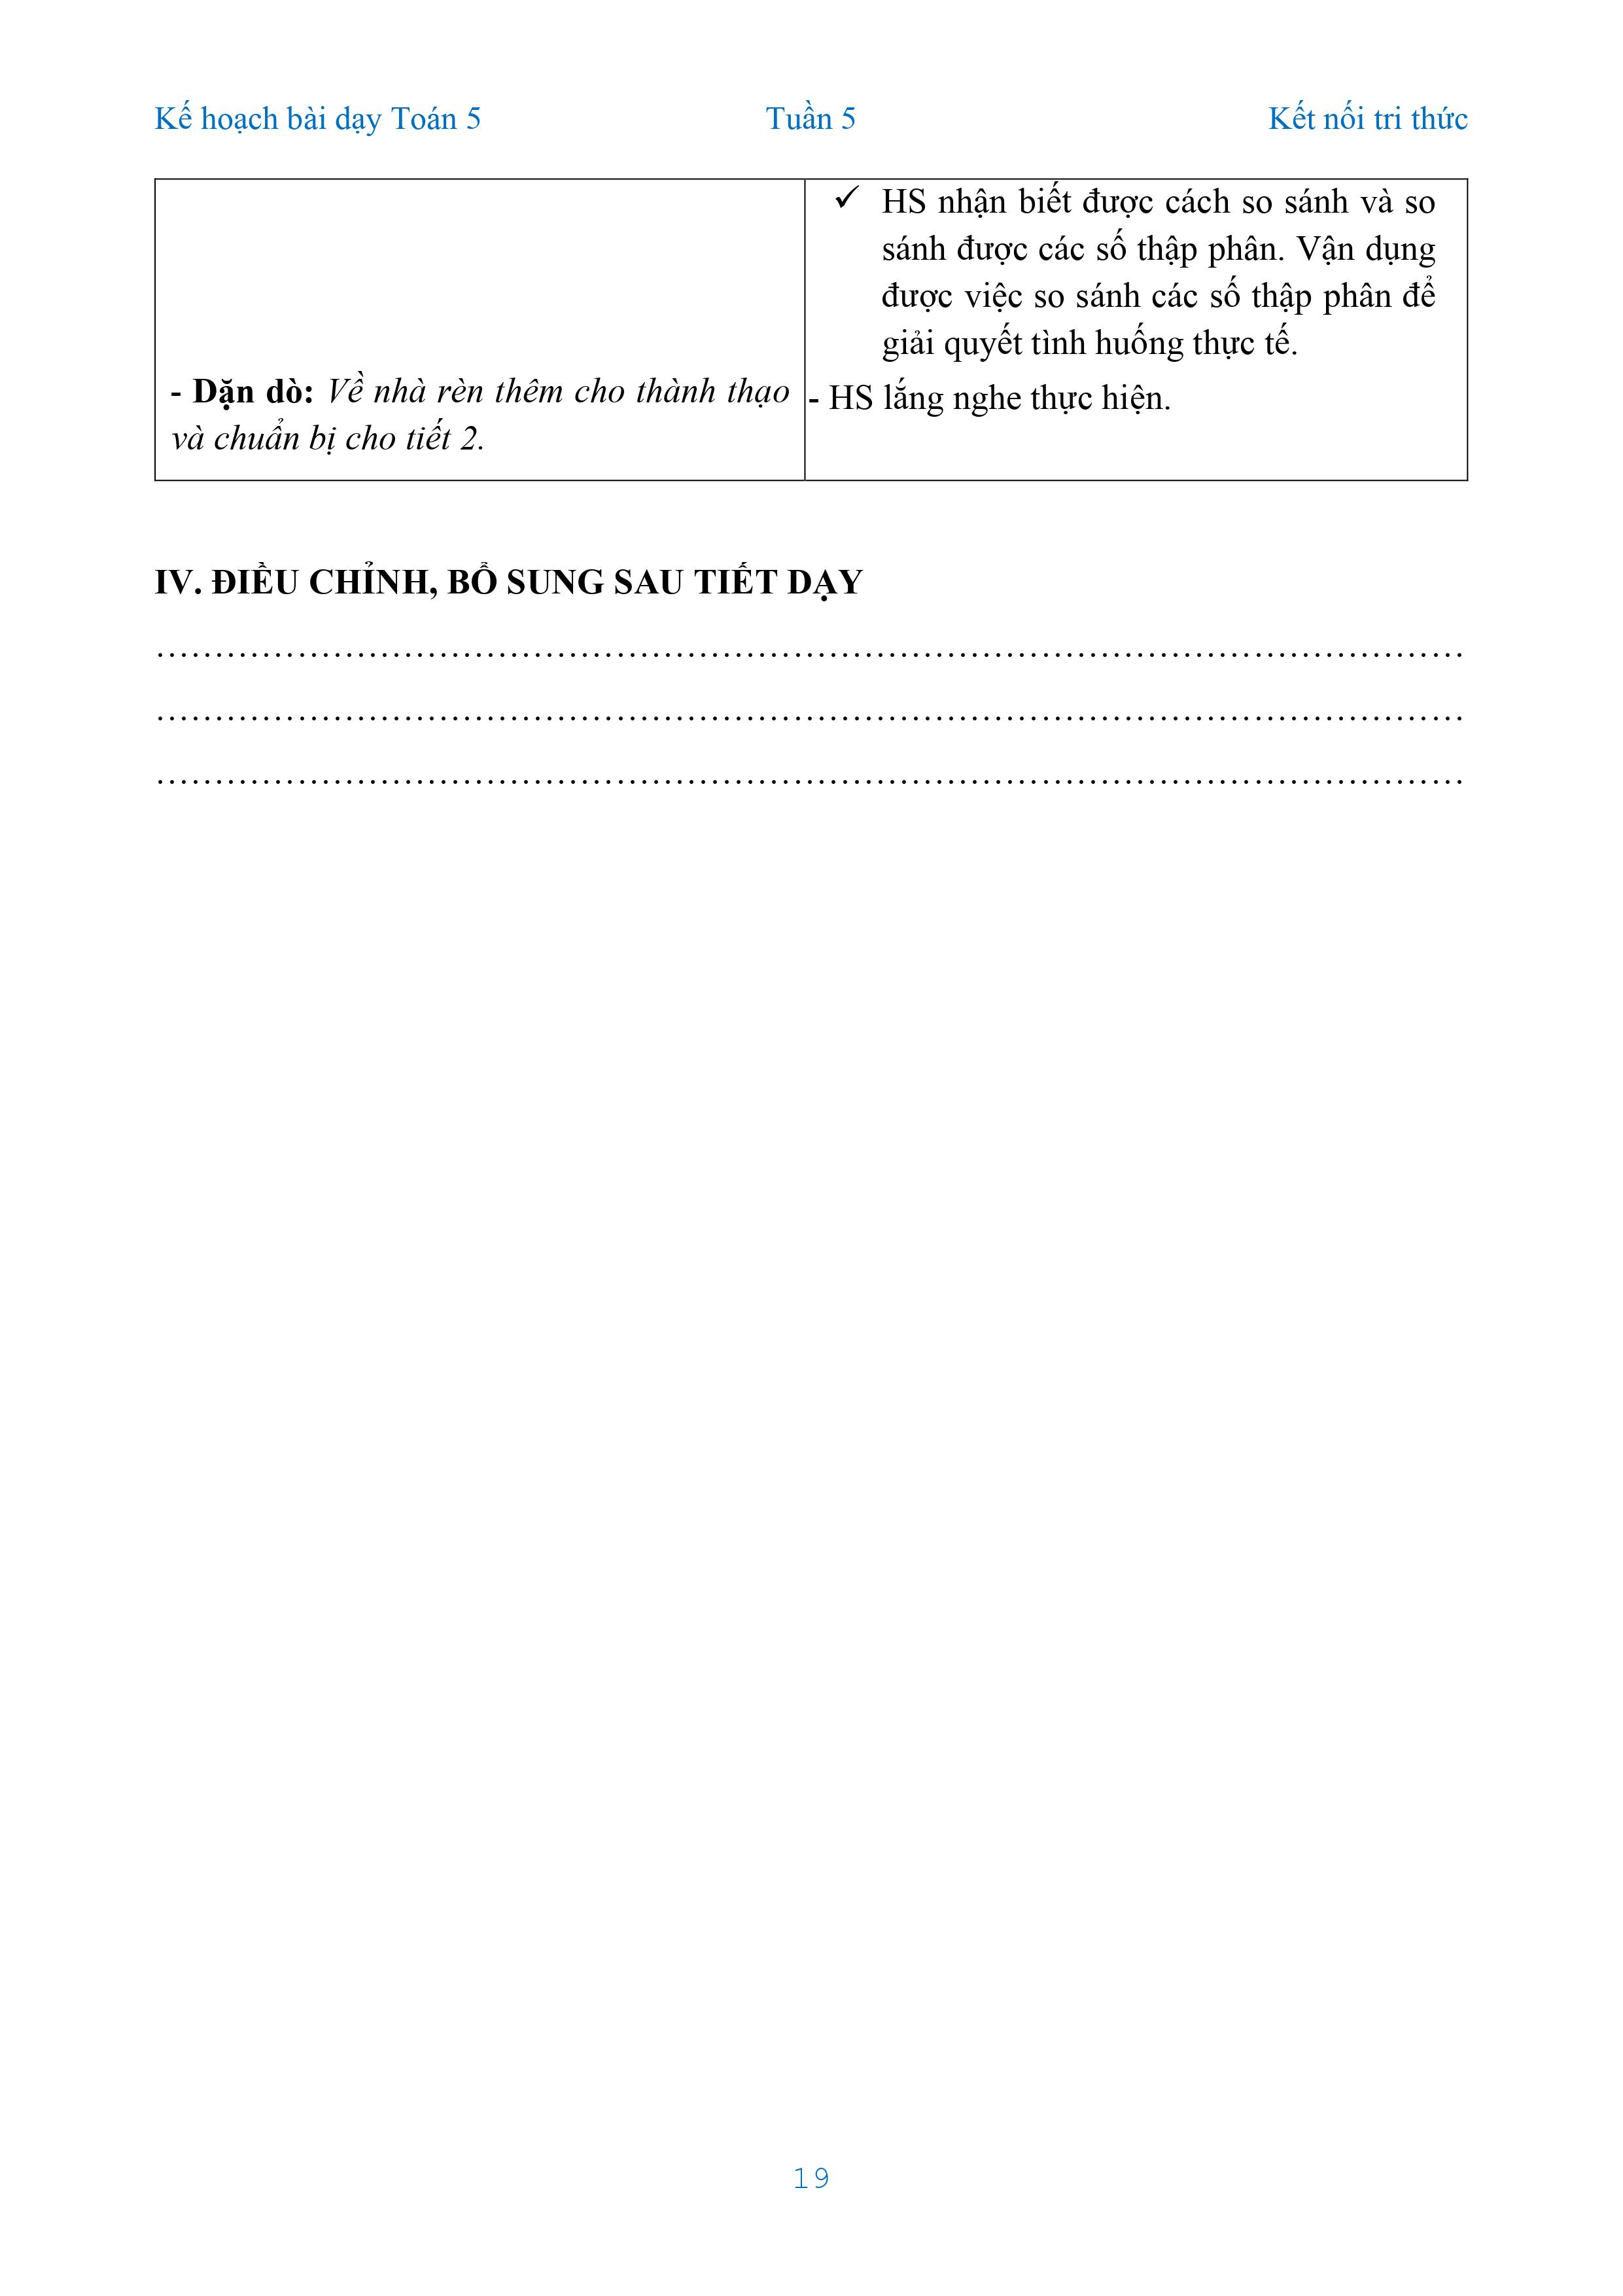 Kế hoạch bài dạy Toán 5 Tuần 5 Kết nối tri thức
✓ HS nhận biết được cách so sánh và so
sánh được các số thập phân. Vận dụng
được việc so sánh các số thập phân để
giải quyết tình huống thực tế.
- Dặn dò: Về nhà rèn thêm cho thành thạo
và chuẩn bị cho tiết 2.
- HS lắng nghe thực hiện.
IV. ĐIỀU CHỈNH, BỔ SUNG SAU TIẾT DẠY
……………………………………………………………………………………………………
……………………………………………………………………………………………………
……………………………………………………………………………………………………
19